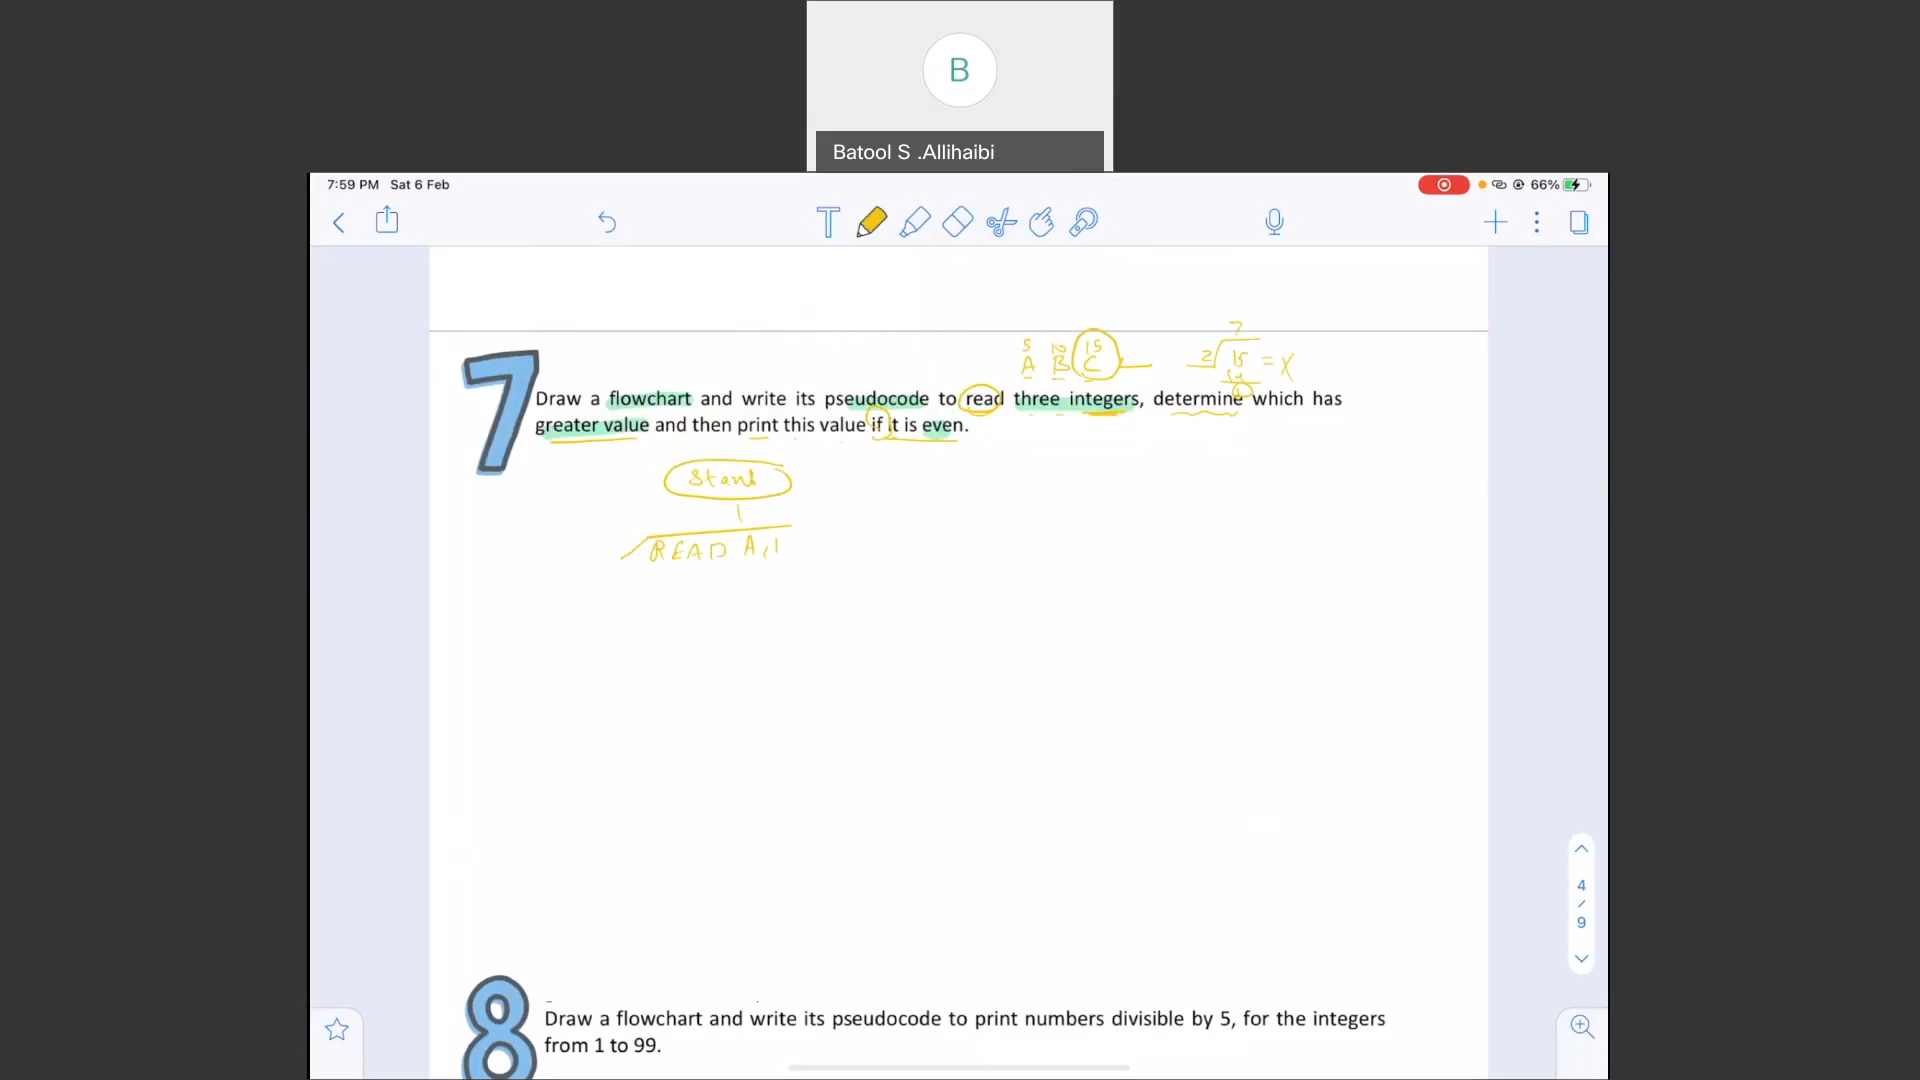 B
Batool S .Allihaibi
7:59 PM Sat 6 Feb
66%
T
5 10 15
A B C
7
2 15 = X
14
1
7
Draw a flowchart and write its pseudocode to read three integers, determine which has
greater value and then print this value if it is even.
Start
READ A,
4
/
9
8
Draw a flowchart and write its pseudocode to print numbers divisible by 5, for the integers
from 1 to 99.